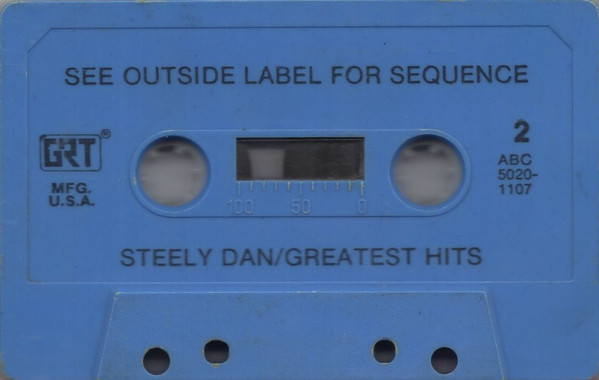 SEE OUTSIDE LABEL FOR SEQUENCE
GRT®
MFG.
U.S.A.
100 50 0
2
ABC
5020-
1107
STEELY DAN/GREATEST HITS